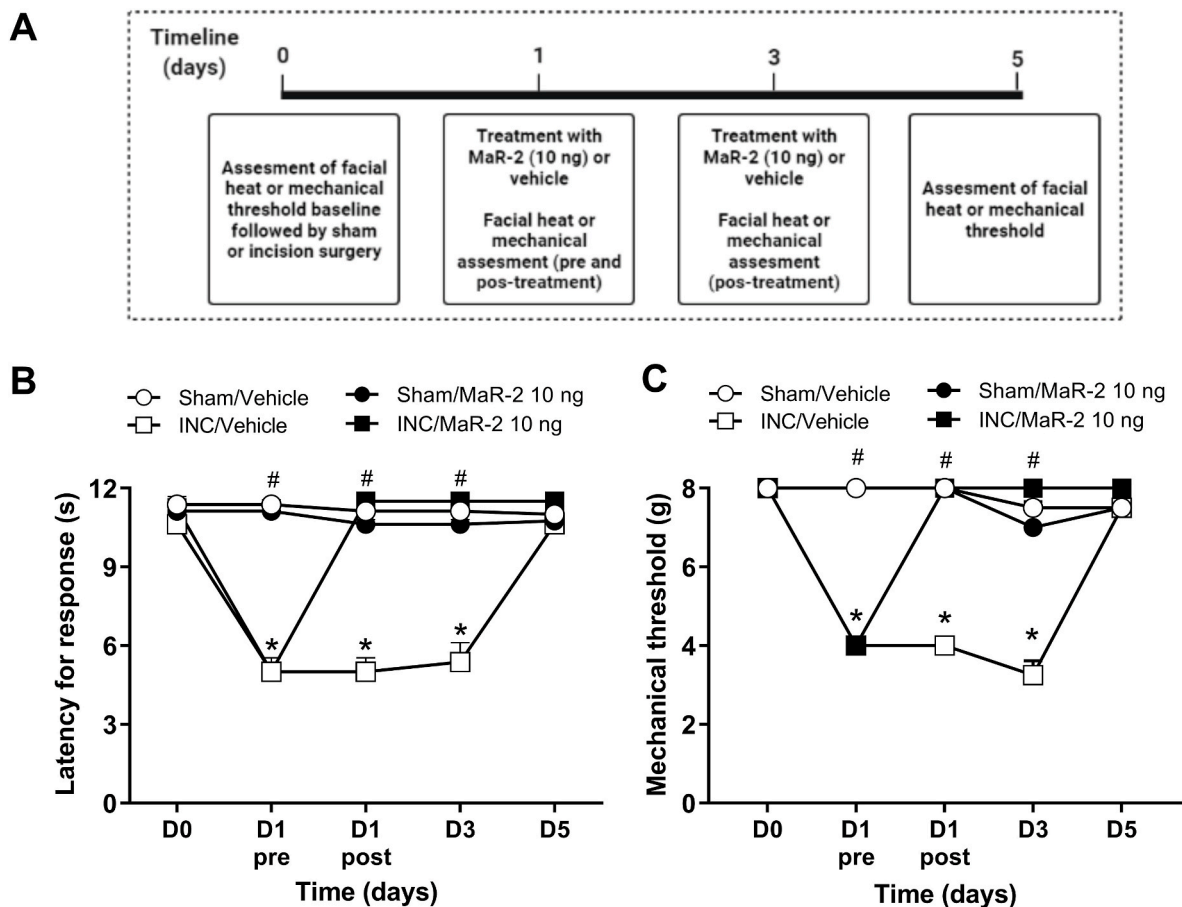 A
Timeline
(days)
0
1
3
5
Assesment of facial
heat or mechanical
threshold baseline
followed by sham
or incision surgery
Treatment with
MaR-2 (10 ng) or
vehicle
Facial heat or
mechanical
assesment (pre and
pos-treatment)
Treatment with
MaR-2 (10 ng) or
vehicle
Facial heat or
mechanical
assesment
(pos-treatment)
Assesment of facial
heat or mechanical
threshold
B
Sham/Vehicle
Sham/MaR-2 10 ng
INC/Vehicle
INC/MaR-2 10 ng
# # #
12
9
6
3
0
* * *
Latency for response (s)
D0
D1
pre
D1
post
D3
D5
Time (days)
C
Sham/Vehicle
Sham/MaR-2 10 ng
INC/Vehicle
INC/MaR-2 10 ng
# # #
8
6
4
2
0
* * *
Mechanical threshold (g)
D0
D1
pre
D1
post
D3
D5
Time (days)